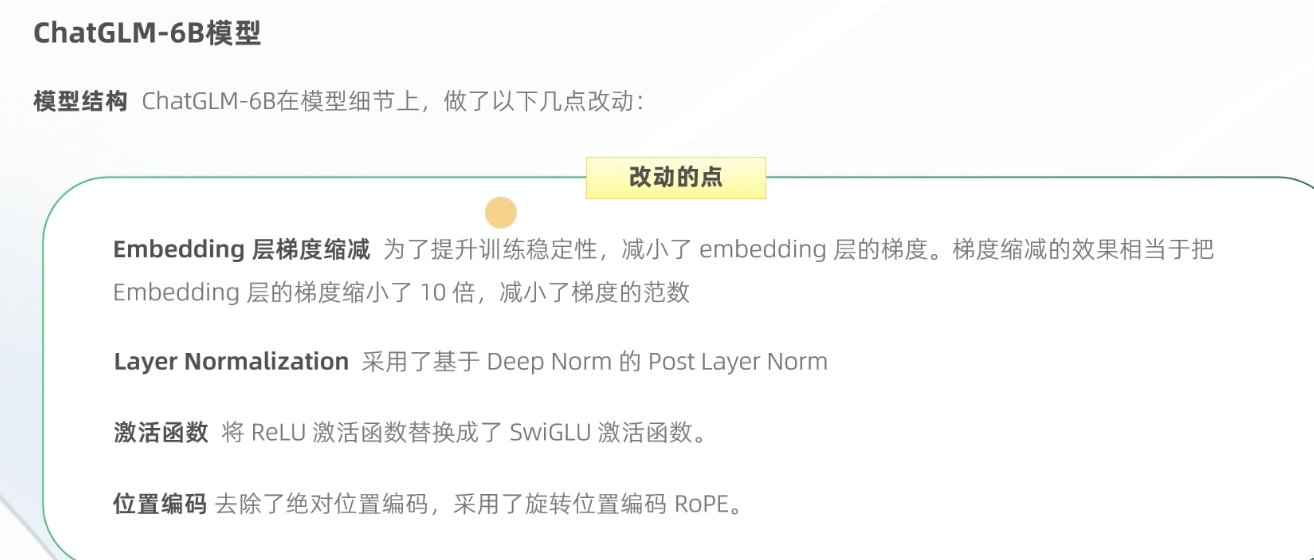 ChatGLM-6B模型
模型结构 ChatGLM-6B在模型细节上，做了以下几点改动：
改动的点
Embedding 层梯度缩减 为了提升训练稳定性，减小了 embedding 层的梯度。梯度缩减的效果相当于把
Embedding 层的梯度缩小了 10 倍，减小了梯度的范数
Layer Normalization 采用了基于 Deep Norm 的 Post Layer Norm
激活函数 将 ReLU 激活函数替换成了 SwiGLU 激活函数。
位置编码 去除了绝对位置编码，采用了旋转位置编码 RoPE。